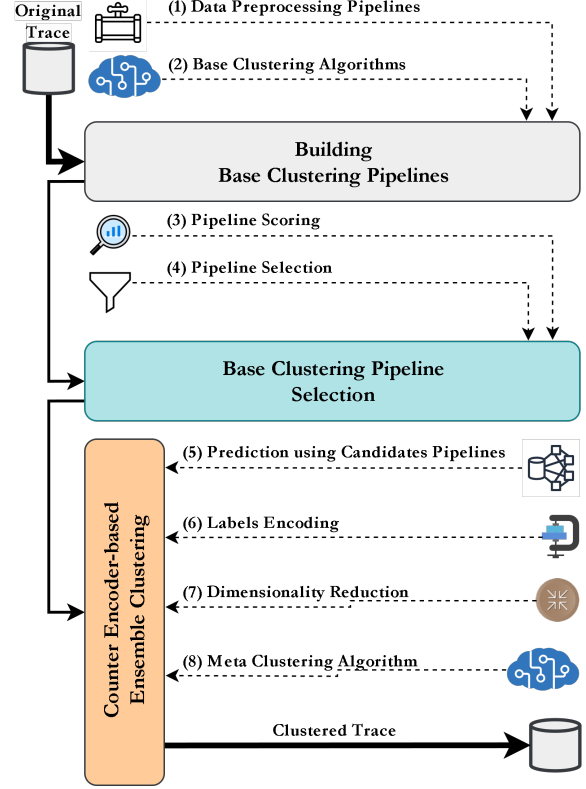 Original
Trace
(1) Data Preprocessing Pipelines
(2) Base Clustering Algorithms
Building
Base Clustering Pipelines
(3) Pipeline Scoring
(4) Pipeline Selection
Base Clustering Pipeline
Selection
Counter Encoder-based
Ensemble Clustering
(5) Prediction using Candidates Pipelines
(6) Labels Encoding
(7) Dimensionality Reduction
(8) Meta Clustering Algorithm
Clustered Trace